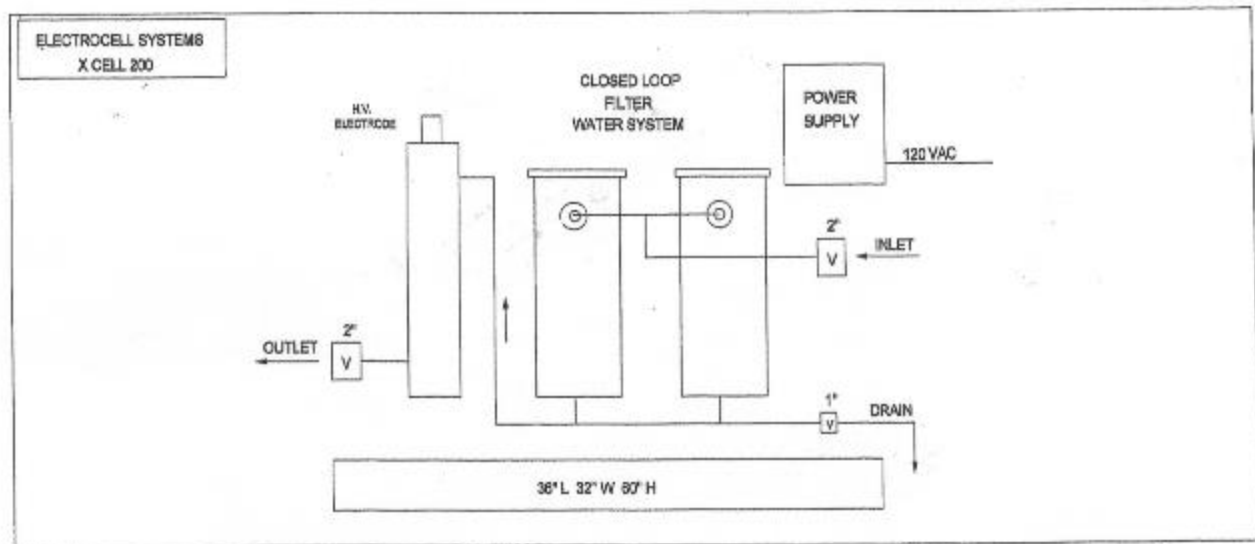 ELECTROCELL SYSTEMS
X CELL 200
CLOSED LOOP
FILTER
WATER SYSTEM
POWER
SUPPLY
H.V.
ELECTRODE
120 VAC
2"
V
INLET
OUTLET
2"
V
1"
V
DRAIN
36" L 32" W 60" H